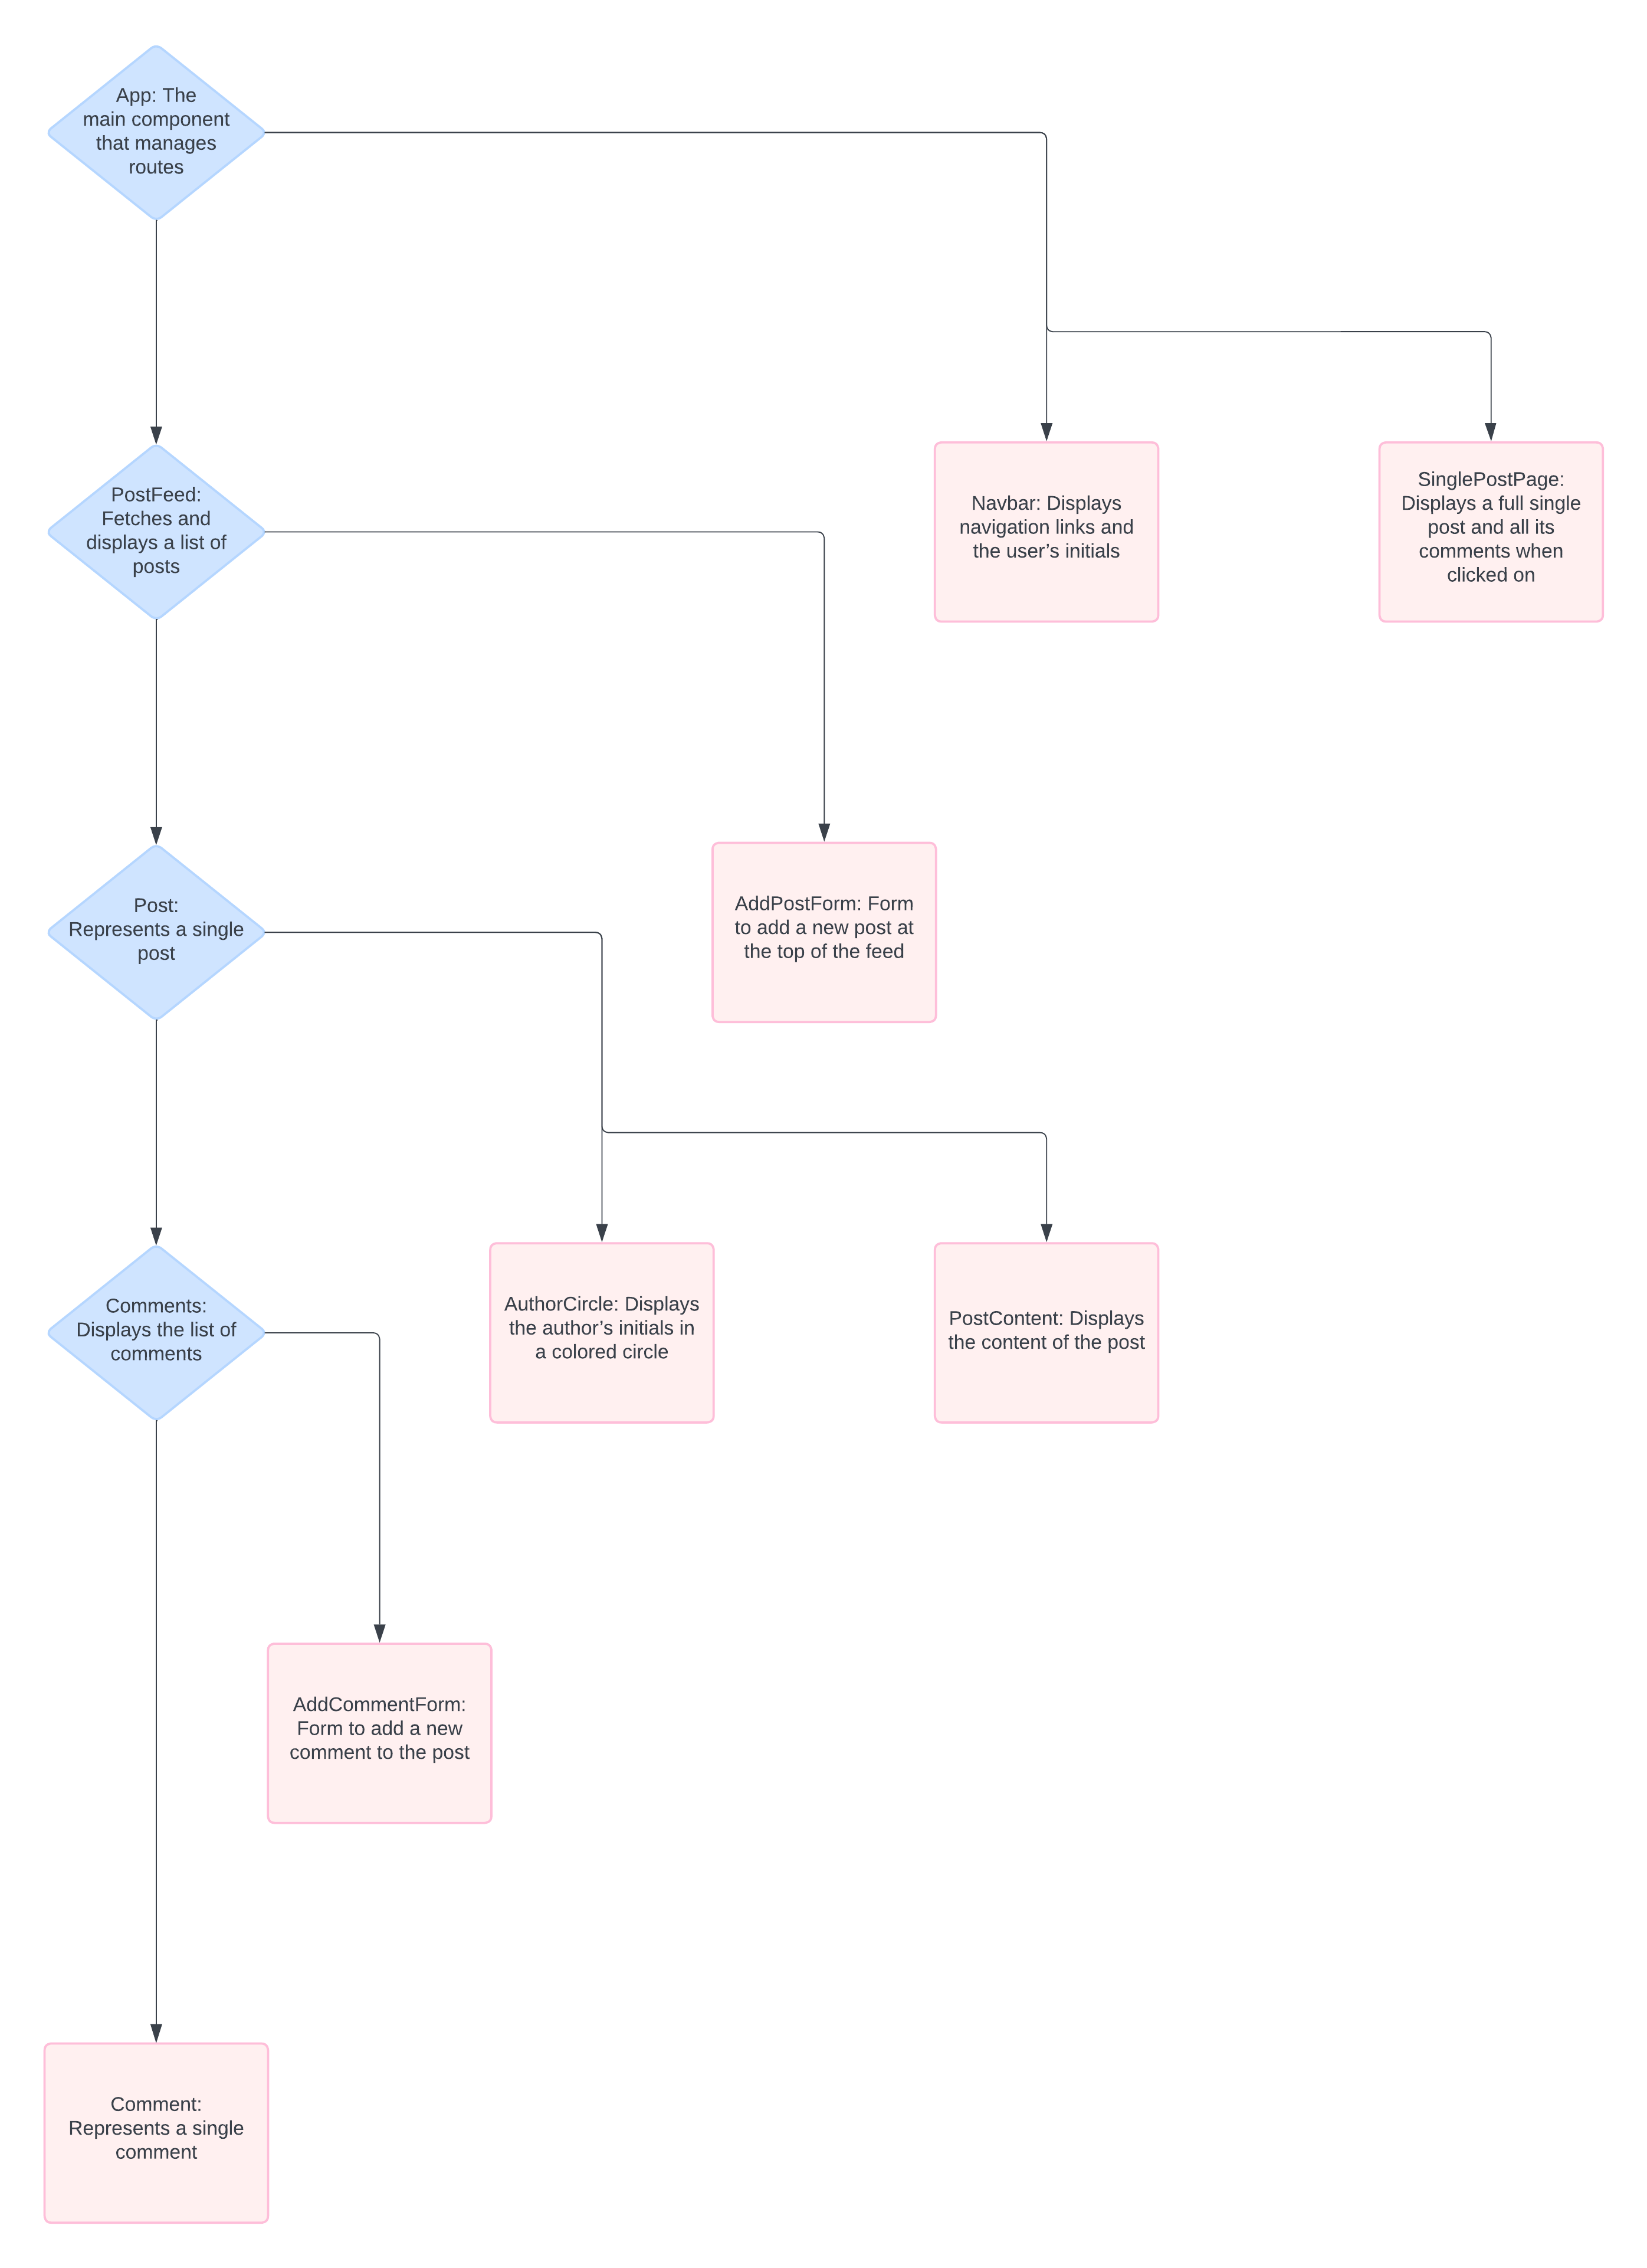 App: The
main component
that manages
routes
PostFeed:
Fetches and
displays a list of
posts
Navbar: Displays
navigation links and
the user’s initials
SinglePostPage:
Displays a full single
post and all its
comments when
clicked on
Post:
Represents a single
post
AddPostForm: Form
to add a new post at
the top of the feed
Comments:
Displays the list of
comments
AuthorCircle: Displays
the author’s initials in
a colored circle
PostContent: Displays
the content of the post
AddCommentForm:
Form to add a new
comment to the post
Comment:
Represents a single
comment